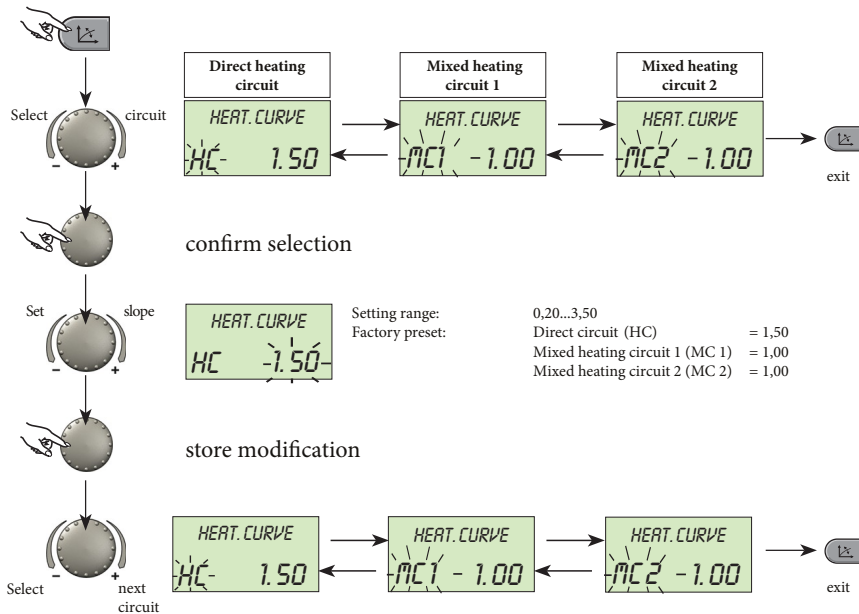 Direct heating
circuit
Mixed heating
circuit 1
Mixed heating
circuit 2
Select
circuit
- +
HEAT. CURVE
HC 1.50
HEAT. CURVE
MC1 - 1.00
HEAT. CURVE
MC2 - 1.00
exit
confirm selection
Set
slope
- +
HEAT. CURVE
HC 1.50
Setting range: 0,20...3,50
Factory preset: Direct circuit (HC) = 1,50
Mixed heating circuit 1 (MC 1) = 1,00
Mixed heating circuit 2 (MC 2) = 1,00
store modification
Select
- +
next
circuit
HEAT. CURVE
HC 1.50
HEAT. CURVE
MC1 - 1.00
HEAT. CURVE
MC2 - 1.00
exit